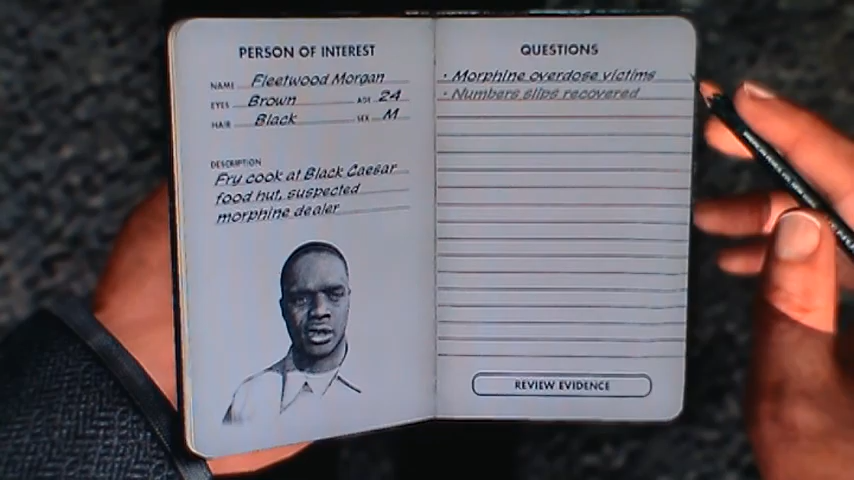 PERSON OF INTEREST
NAME Fleetwood Morgan
EYES Brown AGE 24
HAIR Black SEX M
DESCRIPTION
Fry cook at Black Caesar
food hut, suspected
morphine dealer
QUESTIONS
· Morphine overdose victims
· Numbers slips recovered
REVIEW EVIDENCE